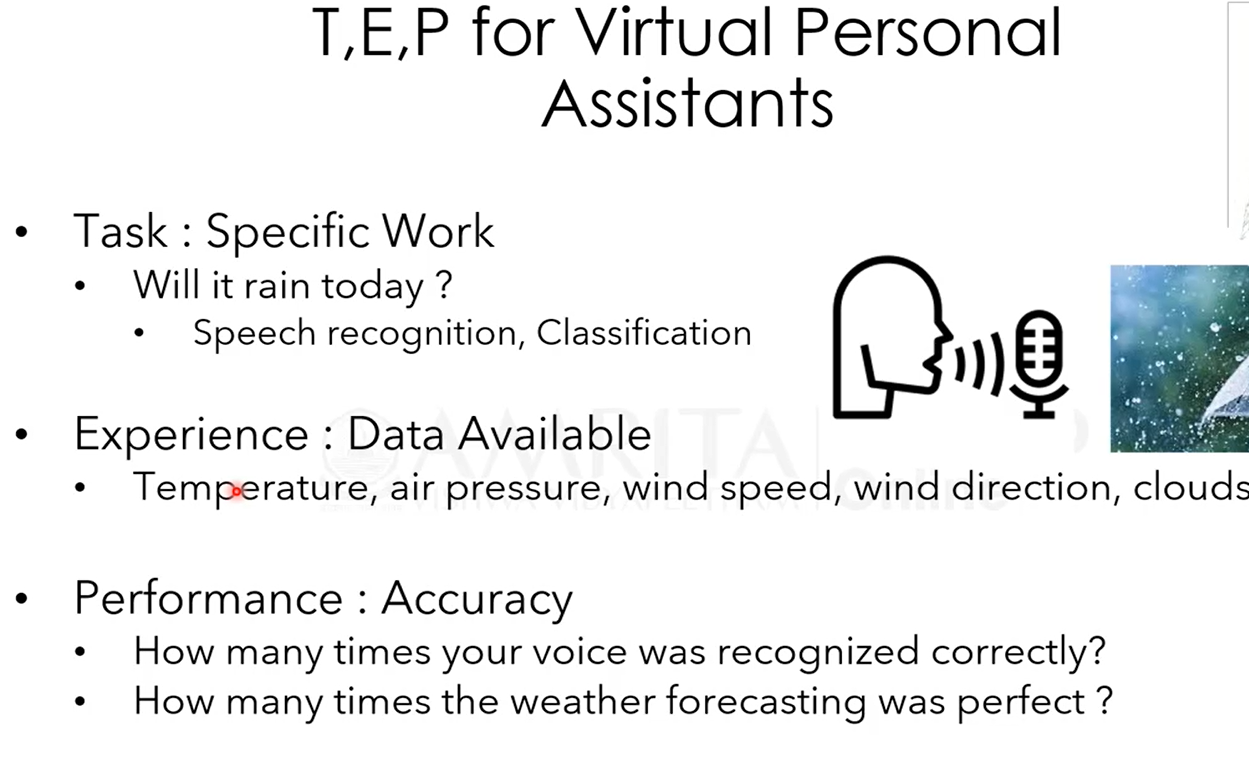 T,E,P for Virtual Personal
Assistants
• Task : Specific Work
• Will it rain today ?
• Speech recognition, Classification
• Experience : Data Available
• Temperature, air pressure, wind speed, wind direction, clouds
• Performance : Accuracy
• How many times your voice was recognized correctly?
• How many times the weather forecasting was perfect ?
AMRITA
Online